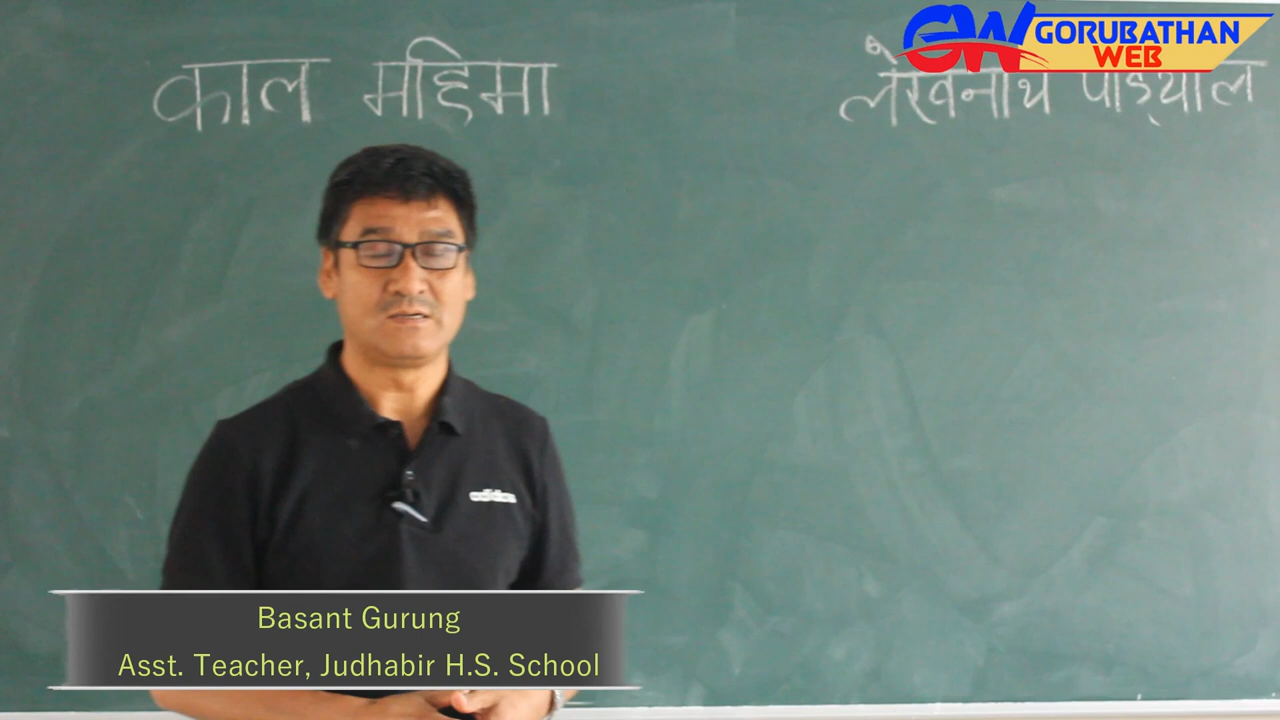 काल महिमा
लेखनाथ पौड्याल
GORUBATHAN
WEB
Basant Gurung
Asst. Teacher, Judhabir H.S. School